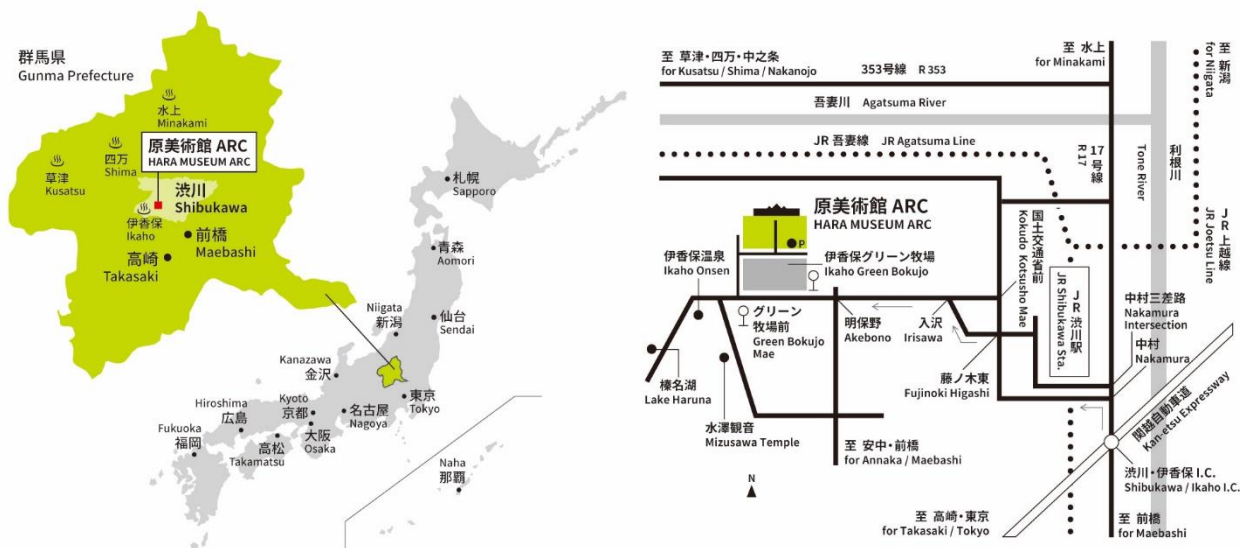 群馬県
Gunma Prefecture
水上
Minakami
原美術館 ARC
HARA MUSEUM ARC
四万
Shima
草津
Kusatsu
渋川
Shibukawa
伊香保
Ikaho
前橋
Maebashi
高崎
Takasaki
札幌
Sapporo
青森
Aomori
Niigata
新潟
仙台
Sendai
Kanazawa
金沢
東京
Tokyo
Kyoto
京都
名古屋
Nagoya
Hiroshima
広島
大阪
Osaka
Fukuoka
福岡
高松
Takamatsu
Naha
那覇
至 草津・四万・中之条
for Kusatsu / Shima / Nakanojo
353号線 R 353
至 水上
for Minakami
至 新潟
for Niigata
吾妻川 Agatsuma River
JR 吾妻線 JR Agatsuma Line
17号線
R 17
Tone River
利根川
JR 上越線
JR Joetsu Line
原美術館 ARC
HARA MUSEUM ARC
P
国土交通省前
Kokudo Kotsusho Mae
伊香保温泉
Ikaho Onsen
伊香保グリーン牧場
Ikaho Green Bokujo
JR 渋川駅
JR Shibukawa Sta.
グリーン
牧場前
Green Bokujo
Mae
明保野
Akebono
入沢
Irisawa
中村三差路
Nakamura
Intersection
中村
Nakamura
榛名湖
Lake Haruna
藤ノ木東
Fujinoki Higashi
水澤観音
Mizusawa Temple
関越自動車道
Kan-etsu Expressway
至 安中・前橋
for Annaka / Maebashi
渋川・伊香保 I.C.
Shibukawa / Ikaho I.C.
N
至 高崎・東京
for Takasaki / Tokyo
至 前橋
for Maebashi